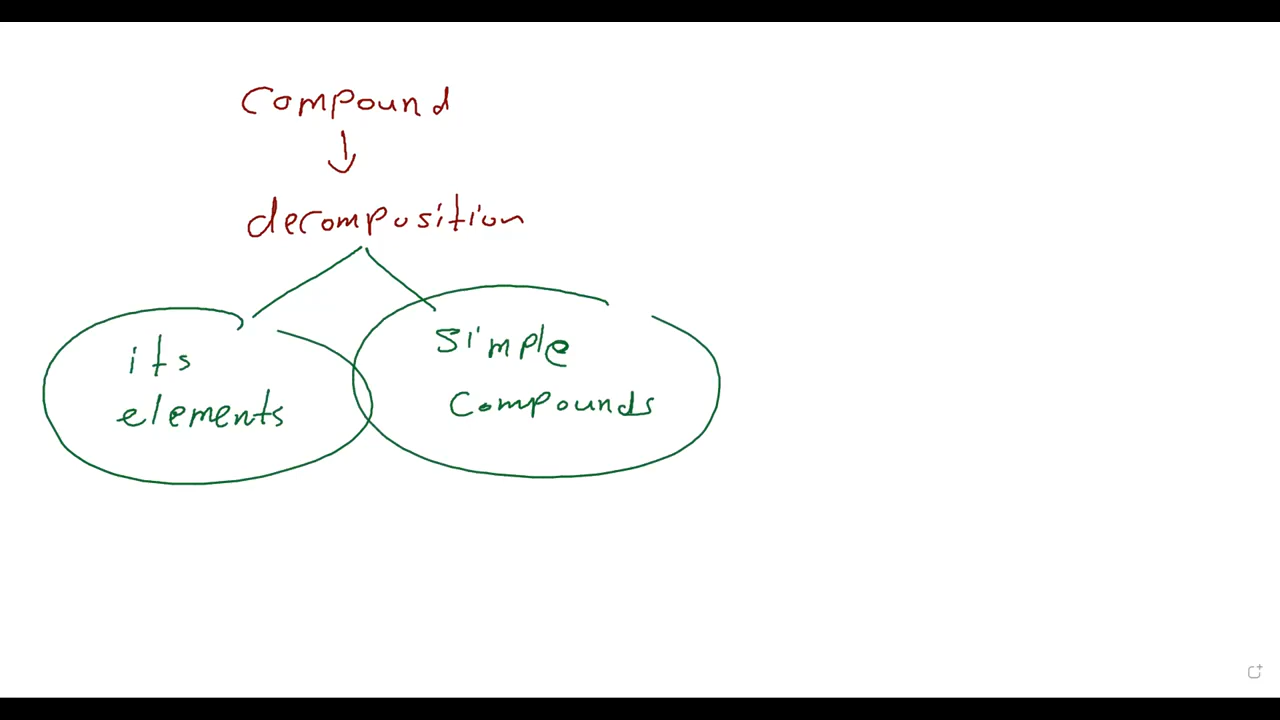 compound
decomposition
its
elements
simple
compounds